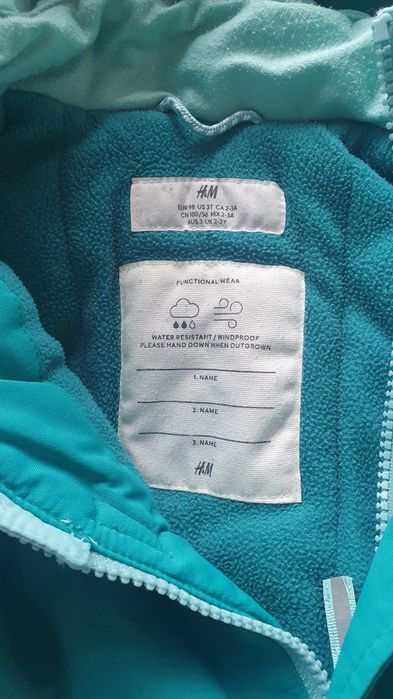 H&M
EUR 98 US 3T CA 2-3A
CN 100/56 MIX 2-3A
AUS 3 UK 2-3Y
FUNCTIONAL WEAR
WATER RESISTANT / WINDPROOF
PLEASE HAND DOWN WHEN OUTGROWN
1. NAME
2. NAME
3. NAME
H&M